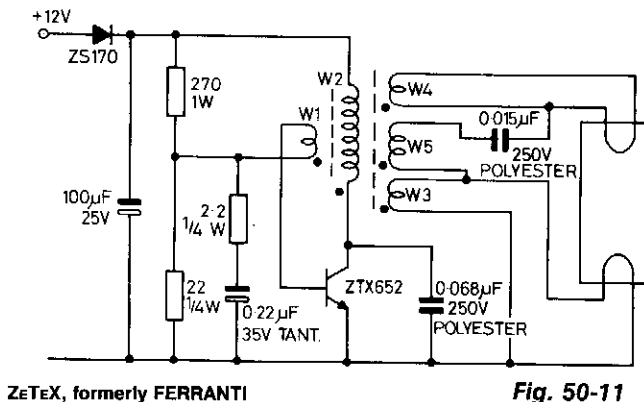 +12V
ZS170
270
1W
W2
W1
W4
0·015µF
250V
POLYESTER
W5
W3
100µF
25V
2·2
1/4 W
22
1/4W
0·22µF
35V TANT.
ZTX652
0·068µF
250V
POLYESTER
ZETEX, formerly FERRANTI
Fig. 50-11